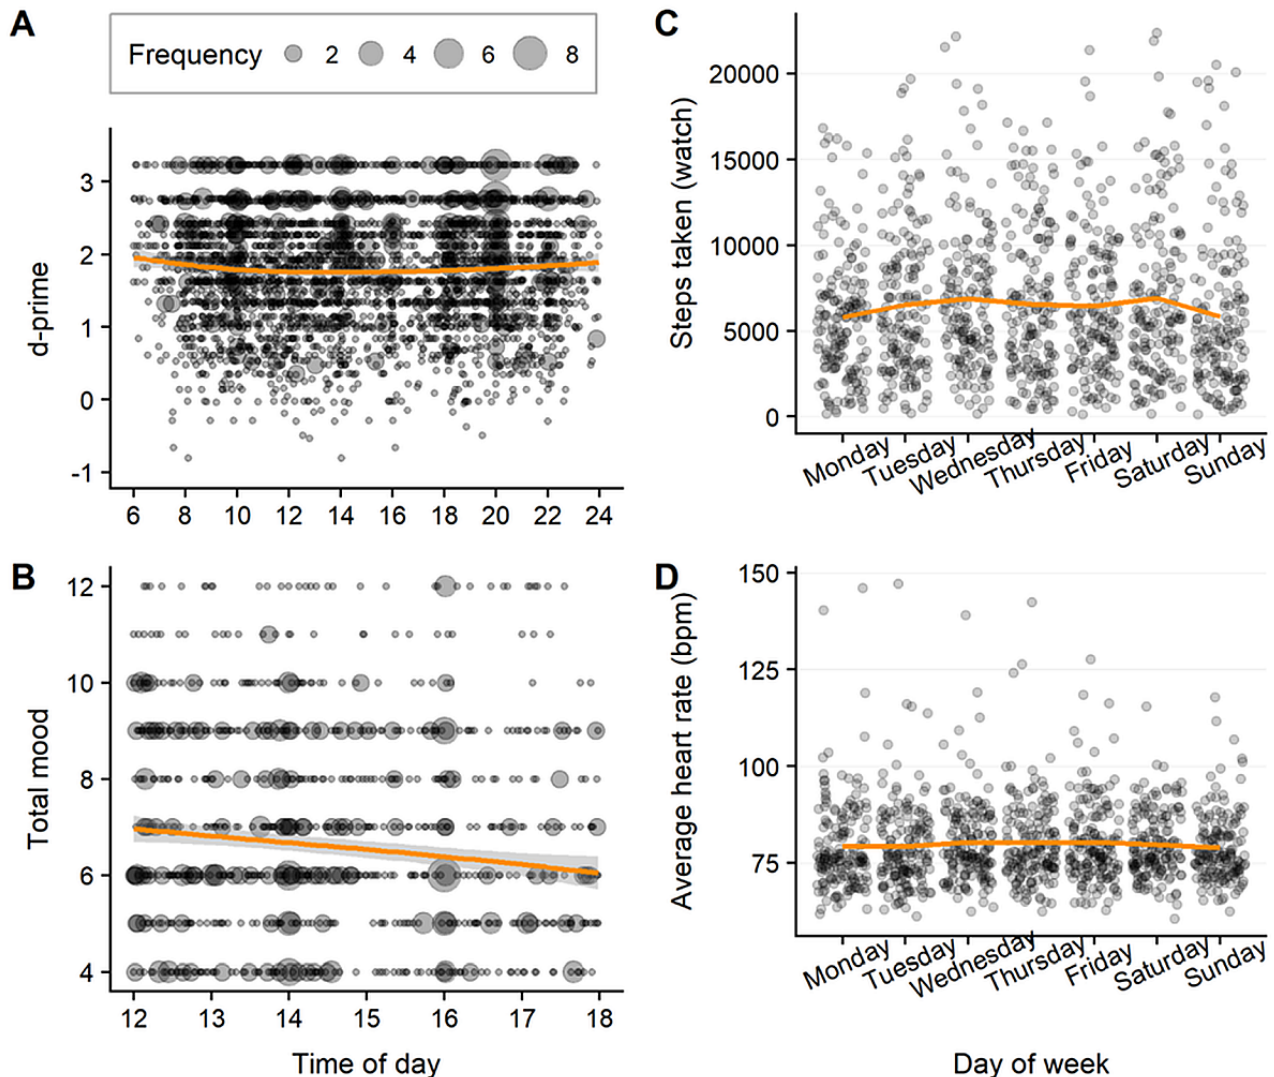 A
Frequency 2 4 6 8
d-prime
3
2
1
0
-1
6 8 10 12 14 16 18 20 22 24
B
Total mood
12
10
8
6
4
12 13 14 15 16 17 18
Time of day
C
Steps taken (watch)
20000
15000
10000
5000
0
Monday Tuesday Wednesday Thursday Friday Saturday Sunday
D
Average heart rate (bpm)
150
125
100
75
Monday Tuesday Wednesday Thursday Friday Saturday Sunday
Day of week